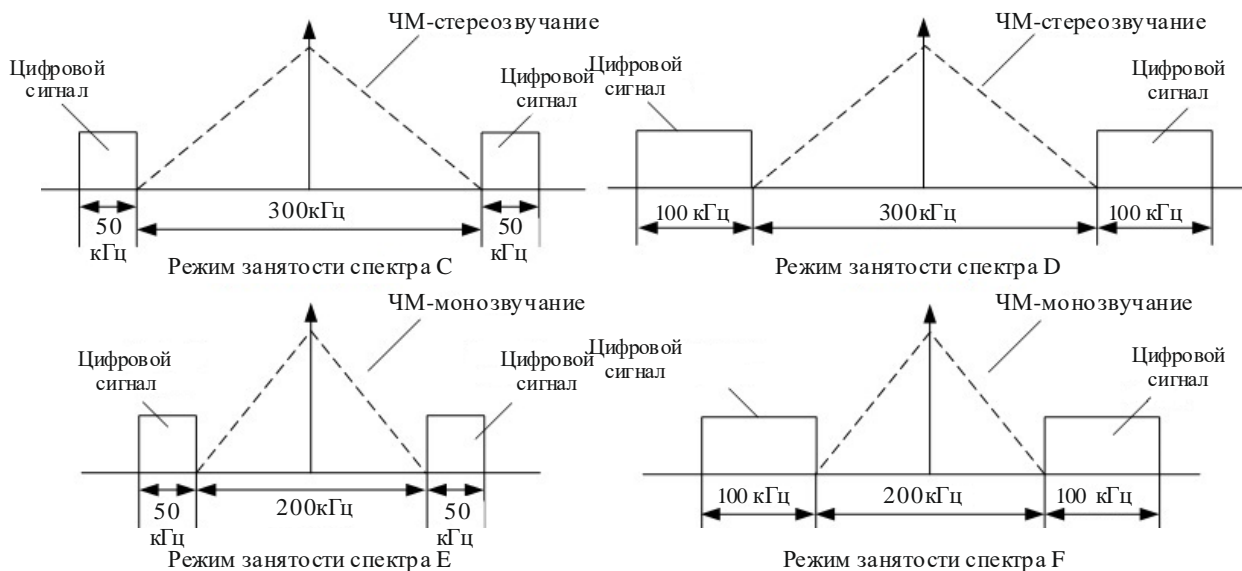 ЧМ-стереозвучание
Цифровой
сигнал
Цифровой
сигнал
50
кГц
300кГц
50
кГц
Режим занятости спектра C
ЧМ-стереозвучание
Цифровой
сигнал
Цифровой
сигнал
100 кГц
300кГц
100 кГц
Режим занятости спектра D
ЧМ-монозвучание
Цифровой
сигнал
Цифровой
сигнал
50
кГц
200кГц
50
кГц
Режим занятости спектра E
ЧМ-монозвучание
Цифровой
сигнал
Цифровой
сигнал
100 кГц
200кГц
100 кГц
Режим занятости спектра F